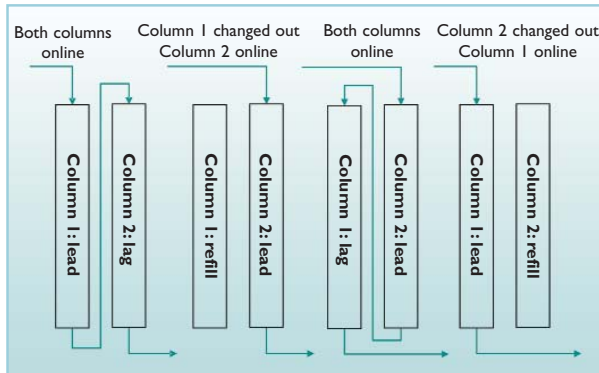 Both columns
online
Column 1 changed out
Column 2 online
Both columns
online
Column 2 changed out
Column 1 online
Column 1: lead
Column 2: lag
Column 1: refill
Column 2: lead
Column 1: lag
Column 2: lead
Column 1: lead
Column 2: refill